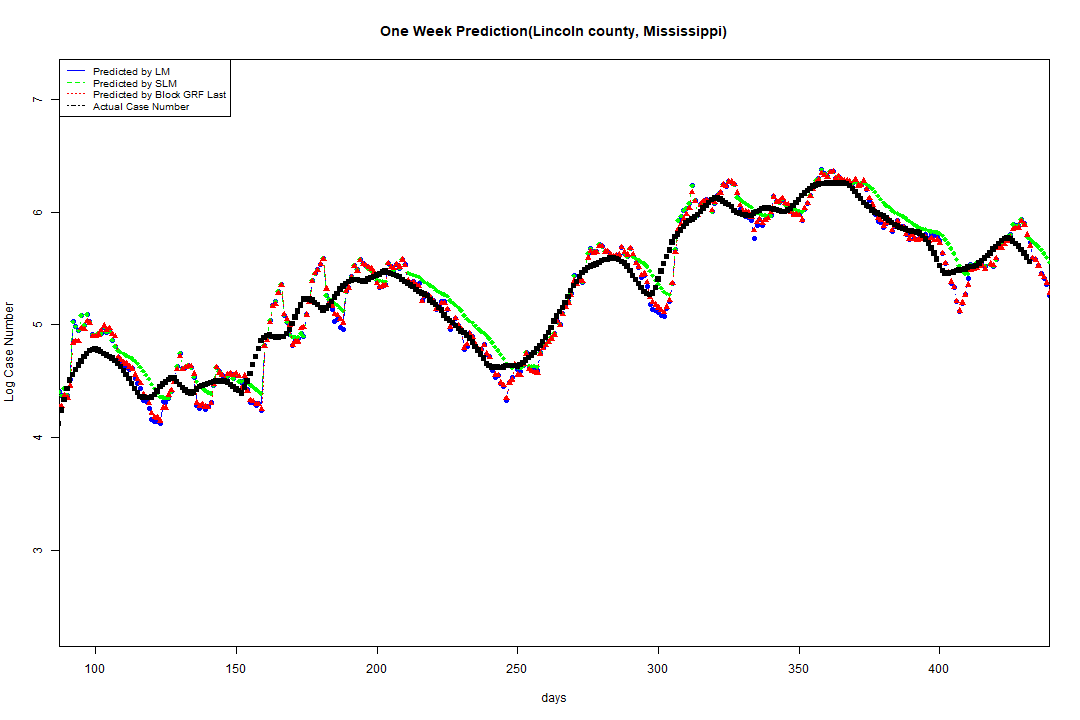 One Week Prediction(Lincoln county, Mississippi)
Predicted by LM
Predicted by SLM
Predicted by Block GRF Last
Actual Case Number
7
6
5
4
3
Log Case Number
100 150 200 250 300 350 400
days